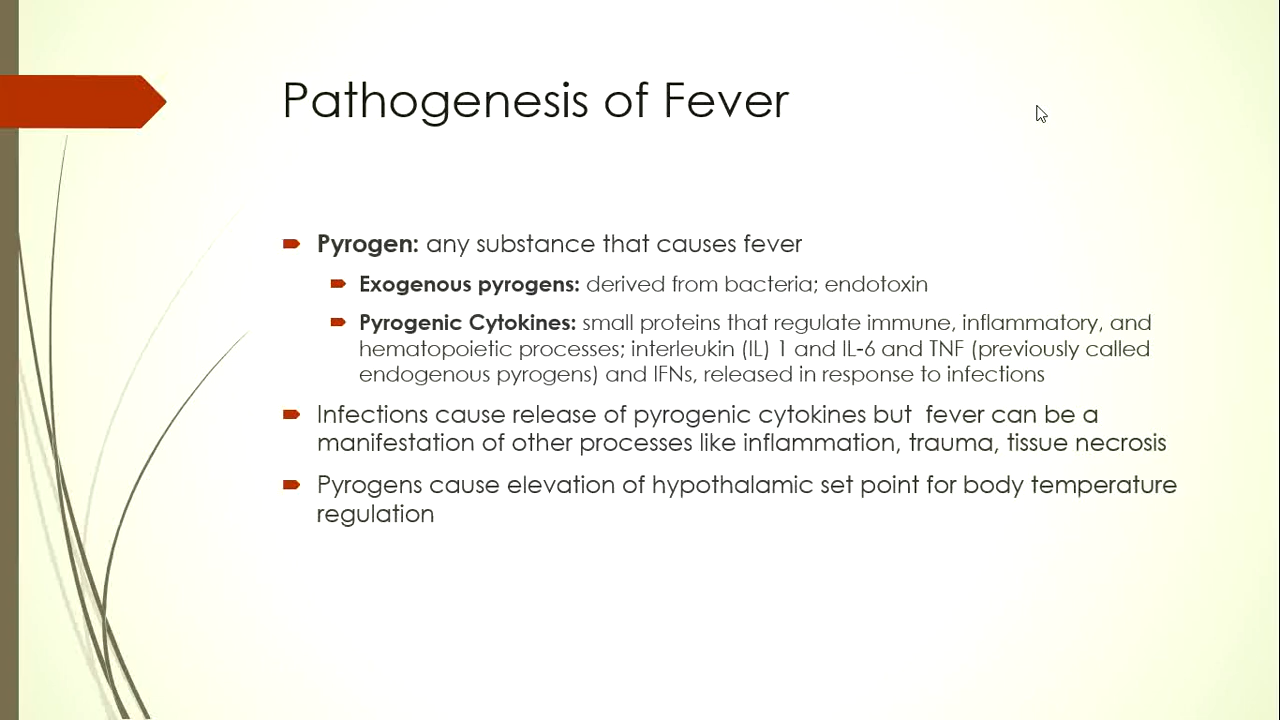 Pathogenesis of Fever
Pyrogen: any substance that causes fever
Exogenous pyrogens: derived from bacteria; endotoxin
Pyrogenic Cytokines: small proteins that regulate immune, inflammatory, and
hematopoietic processes; interleukin (IL) 1 and IL-6 and TNF (previously called
endogenous pyrogens) and IFNs, released in response to infections
Infections cause release of pyrogenic cytokines but  fever can be a
manifestation of other processes like inflammation, trauma, tissue necrosis
Pyrogens cause elevation of hypothalamic set point for body temperature
regulation